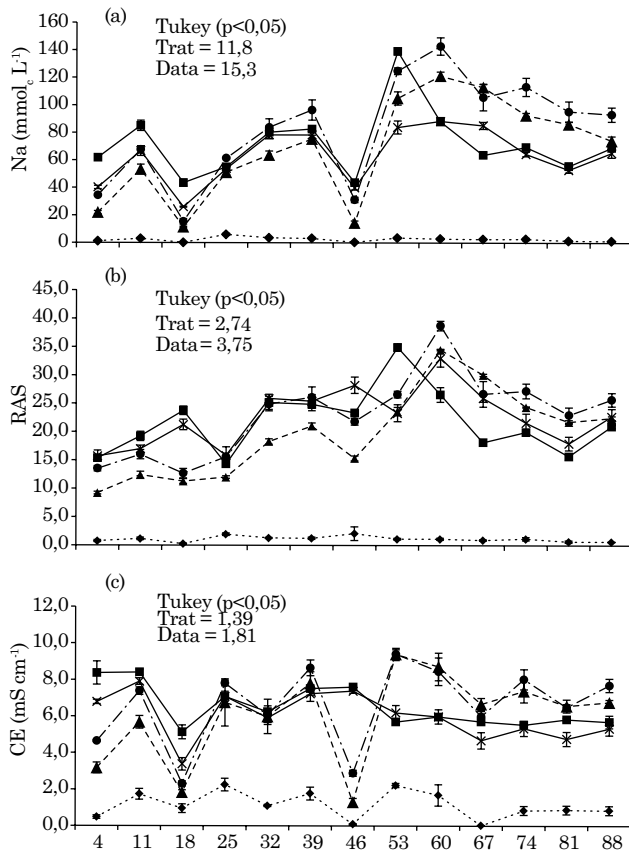 (a)
Tukey (p<0,05)
Trat = 11,8
Data = 15,3
Na (mmolc L-1)
160
140
120
100
80
60
40
20
0
(b)
Tukey (p<0,05)
Trat = 2,74
Data = 3,75
RAS
45,0
40,0
35,0
30,0
25,0
20,0
15,0
10,0
5,0
0,0
(c)
Tukey (p<0,05)
Trat = 1,39
Data = 1,81
CE (mS cm-1)
12,0
10,0
8,0
6,0
4,0
2,0
0,0
4 11 18 25 32 39 46 53 60 67 74 81 88